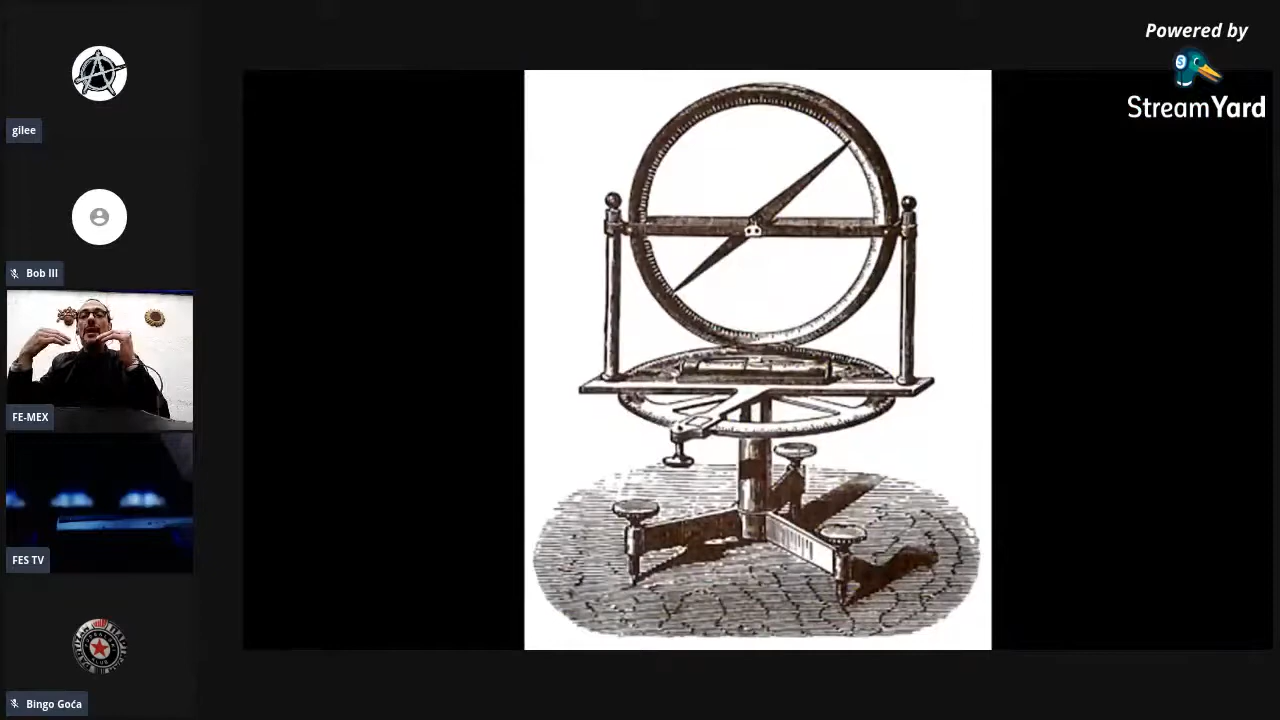 gilee
Bob III
FE-MEX
FES TV
Bingo Goća
Powered by
StreamYard